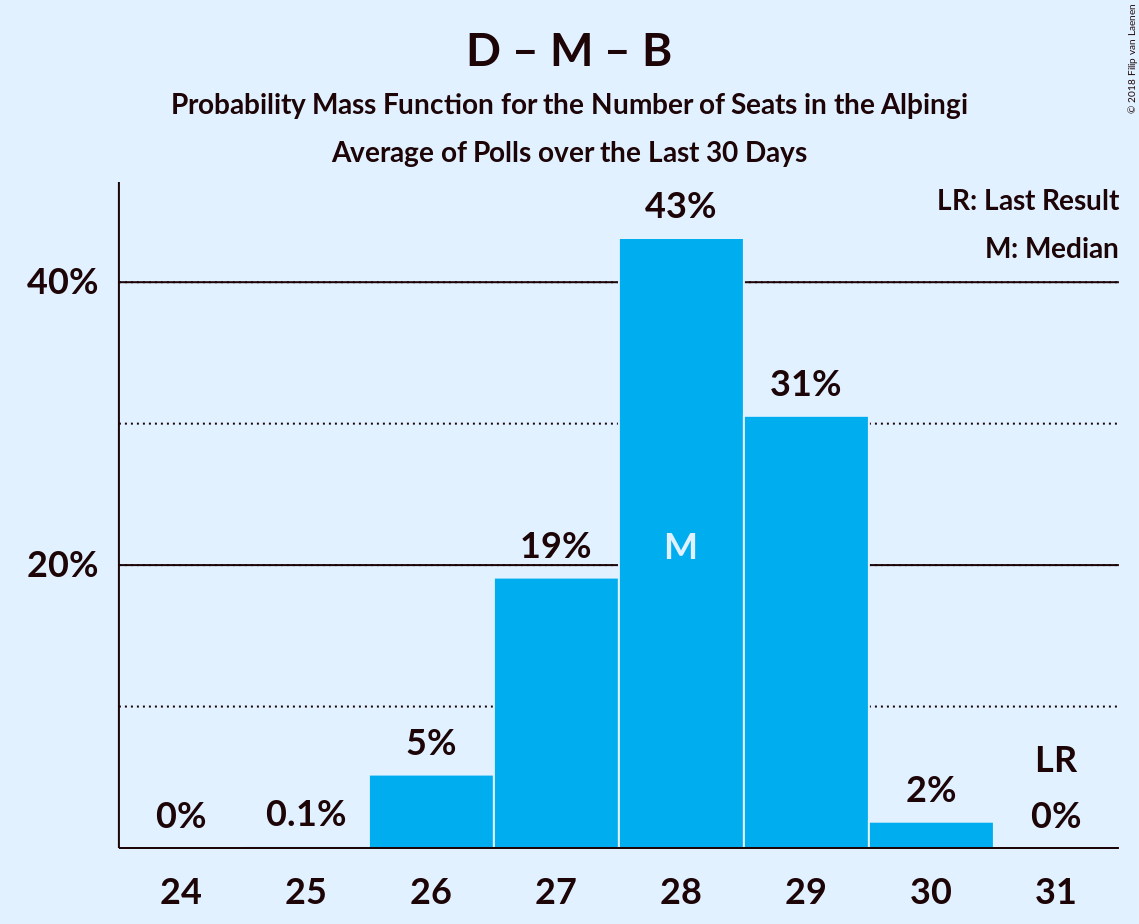 D – M – B
Probability Mass Function for the Number of Seats in the Alþingi
Average of Polls over the Last 30 Days
© 2018 Filip van Laenen
LR: Last Result
M: Median
43%
40%
31%
19%
M
20%
5%
LR
2%
0%
0.1%
0%
24 25 26 27 28 29 30 31